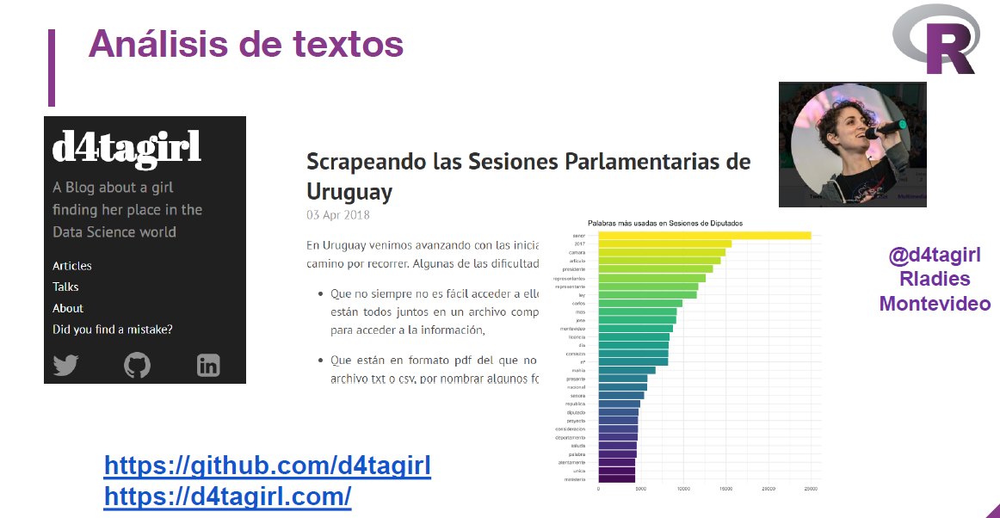 Análisis de textos
R
d4tagirl
A Blog about a girl
finding her place in the
Data Science world
Articles
Talks
About
Did you find a mistake?
in
Scrapeando las Sesiones Parlamentarias de
Uruguay
03 Apr 2018
En Uruguay venimos avanzando con las inicia
camino por recorrer. Algunas de las dificultad
Que no siempre no es fácil acceder a ell
están todos juntos en un archivo comp
para acceder a la información,
Que están en formato pdf del que no
archivo txt o csv, por nombrar algunos fo
Palabras más usadas en Sesiones de Diputados
senor
2017
camara
articulo
presidente
representantes
representante
ley
carlos
mas
jose
montevideo
licencia
dia
comision
n°
maria
presente
nacional
senora
republica
diputado
proyecto
consideracion
departamento
saluda
palabra
atentamente
unica
ministerio
0 5000 10000 15000 20000 25000
@d4tagirl
Rladies
Montevideo
https://github.com/d4tagirl
https://d4tagirl.com/